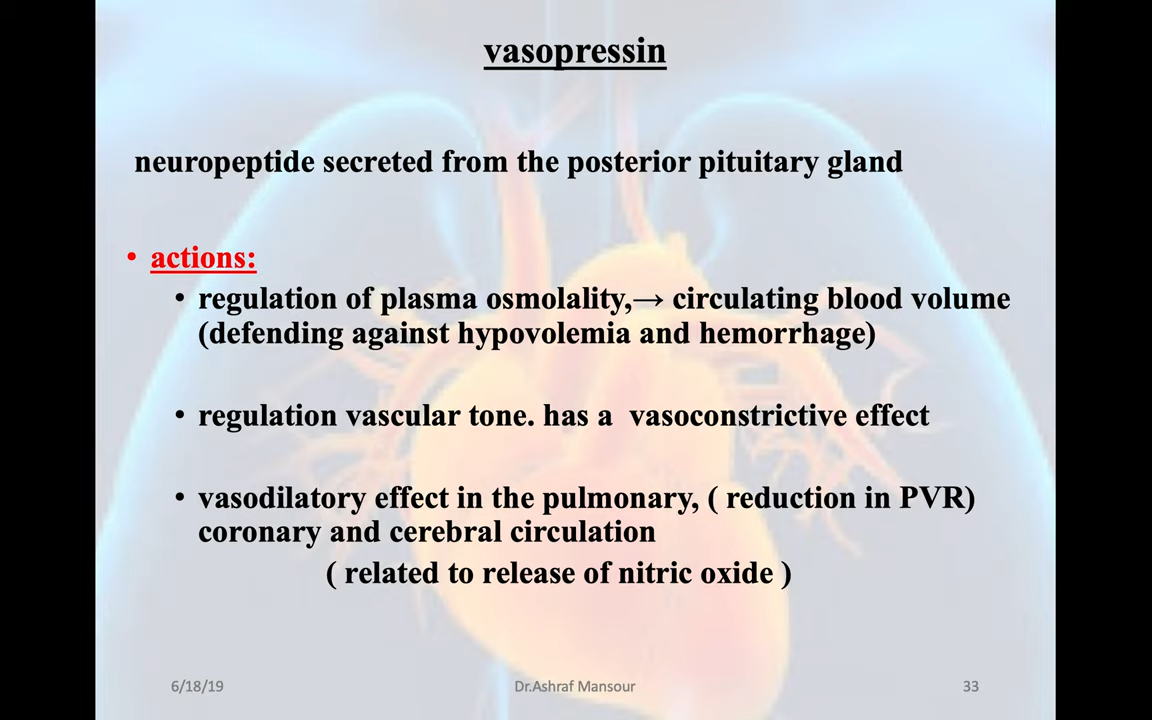 vasopressin
neuropeptide secreted from the posterior pituitary gland
• actions:
• regulation of plasma osmolality,→ circulating blood volume
(defending against hypovolemia and hemorrhage)
• regulation vascular tone. has a  vasoconstrictive effect
• vasodilatory effect in the pulmonary, ( reduction in PVR)
coronary and cerebral circulation
( related to release of nitric oxide )
6/18/19
Dr.Ashraf Mansour
33